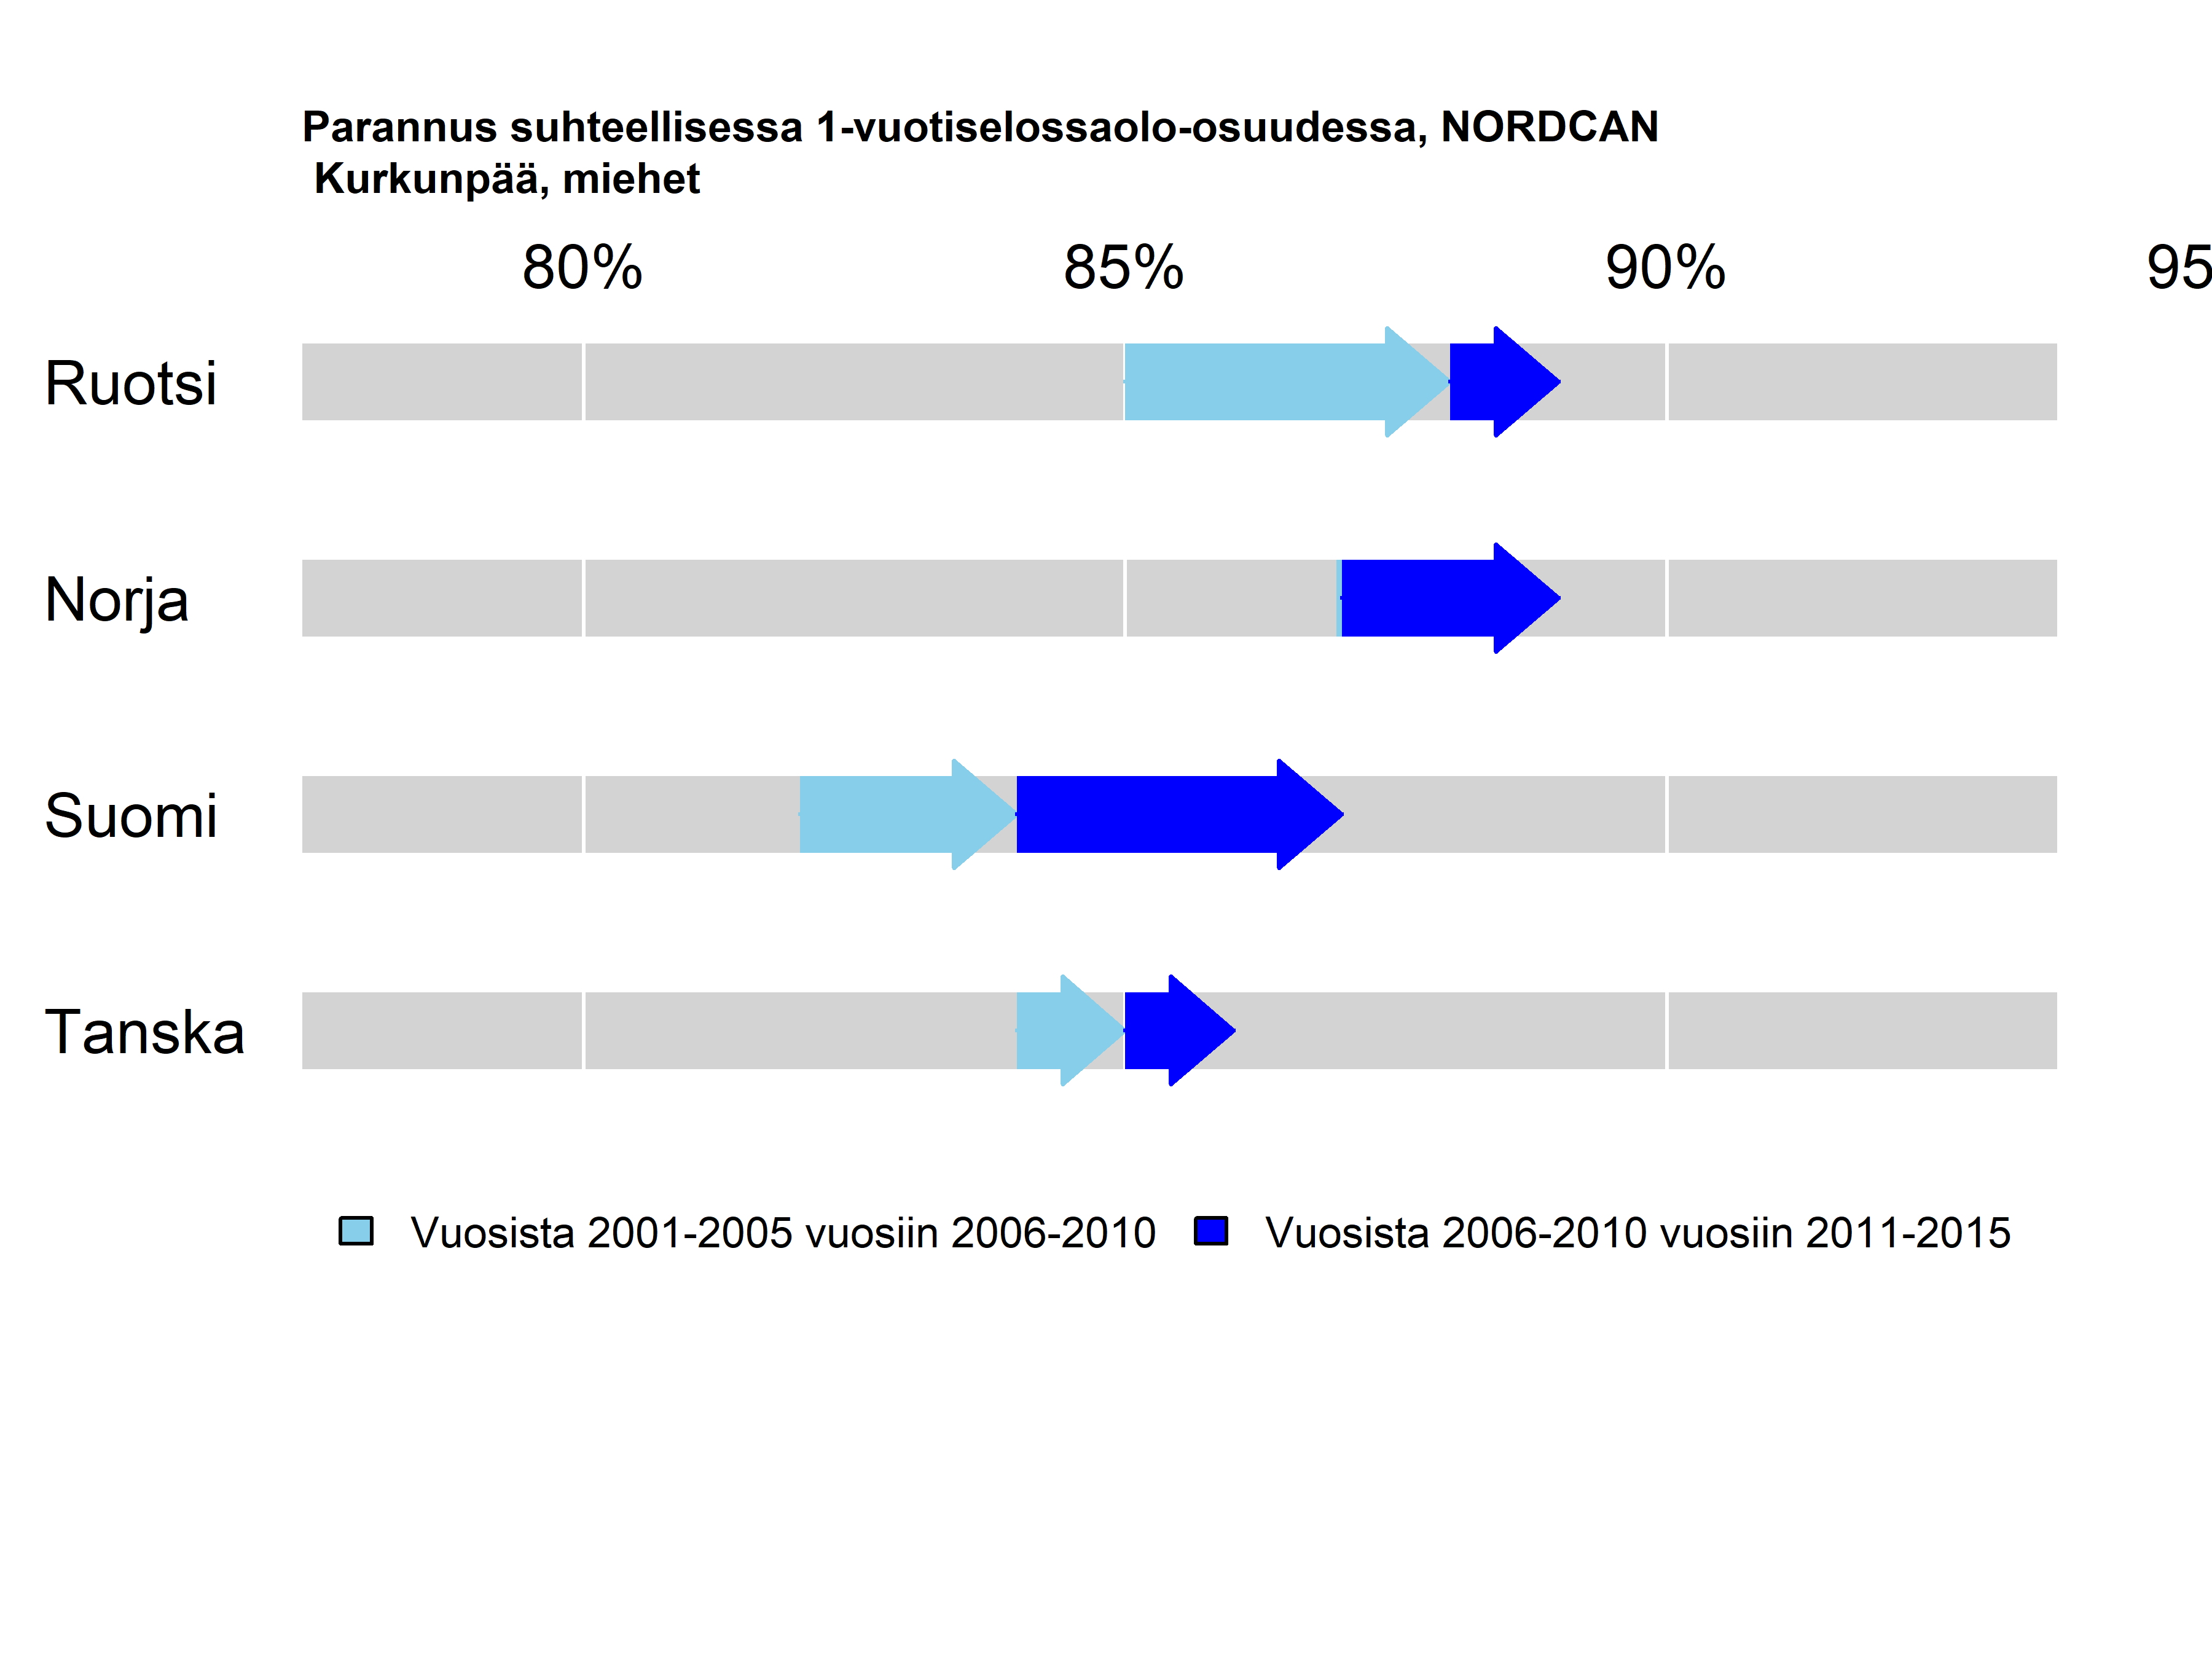 Parannus suhteellisessa 1-vuotiselossaolo-osuudessa, NORDCAN
Kurkunpää, miehet
80% 85% 90% 95
Ruotsi
Norja
Suomi
Tanska
Vuosista 2001-2005 vuosiin 2006-2010 Vuosista 2006-2010 vuosiin 2011-2015